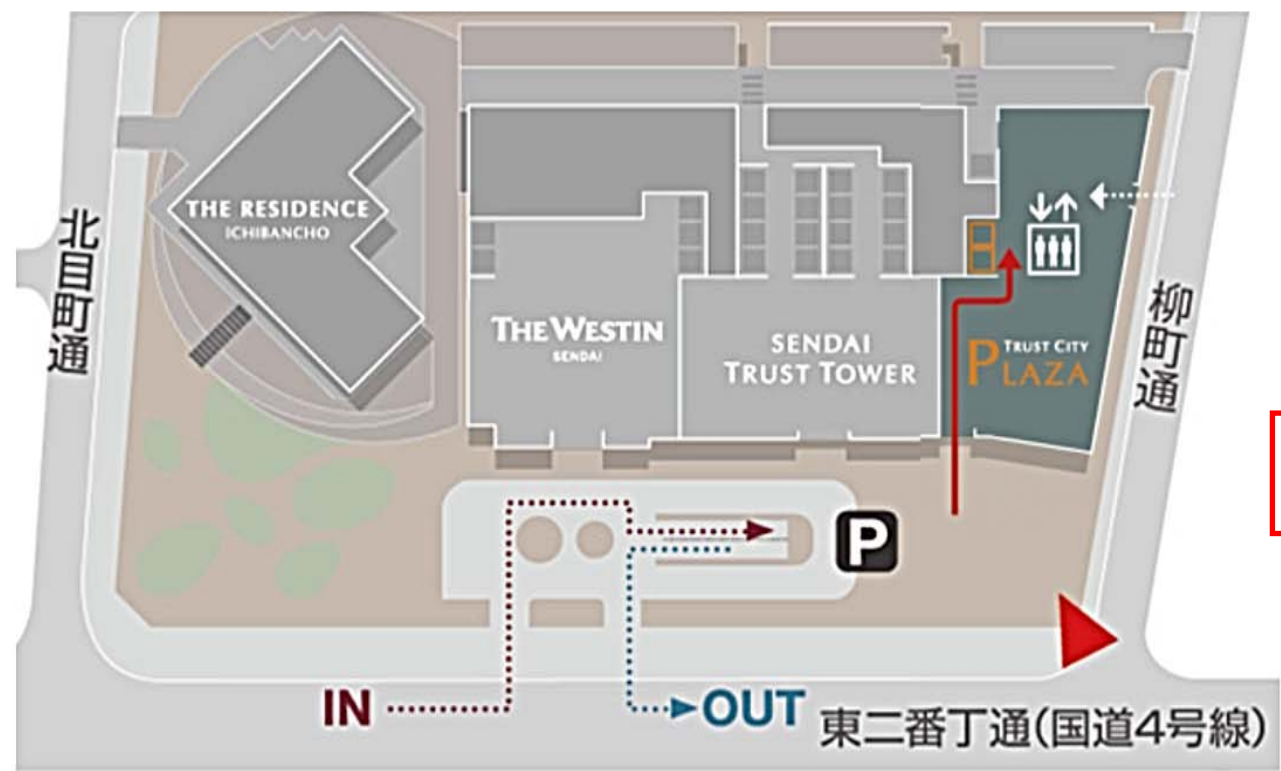 THE RESIDENCE
ICHIBANCHO
北目町通
THE WESTIN
SENDAI
SENDAI
TRUST TOWER
TRUST CITY
PLAZA
柳町通
P
IN
OUT
東二番丁通(国道4号線)